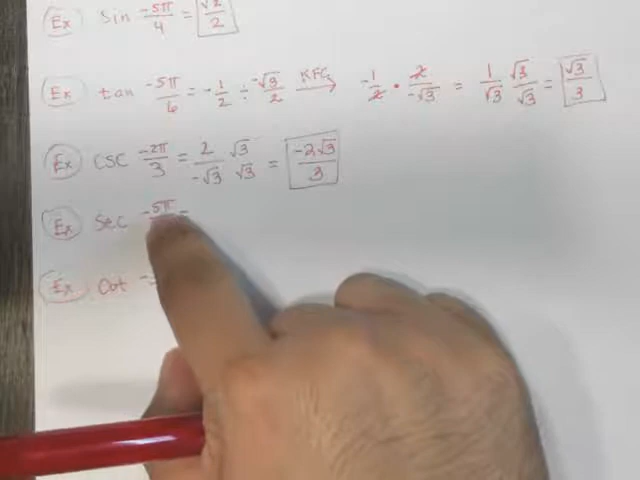 Ex sin -5π/4 = √2/2
Ex tan -5π/6 = -1/2 ÷ -√3/2 KFC → -1/2 • 2/-√3 = 1/√3 √3/√3 = √3/3
Ex csc -2π/3 = 2/-√3 √3/√3 = -2√3/3
Ex sec -5π =
Ex cot -